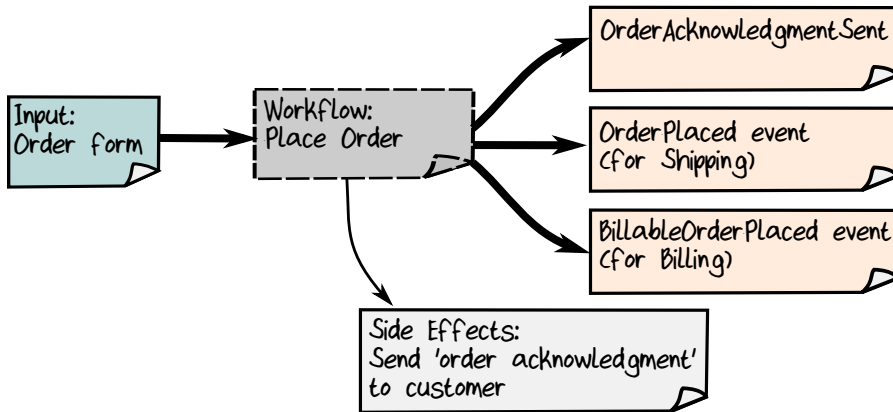 Input:
Order form
Workflow:
Place Order
OrderAcknowledgmentSent
OrderPlaced event
(for Shipping)
BillableOrderPlaced event
(for Billing)
Side Effects:
Send 'order acknowledgment'
to customer